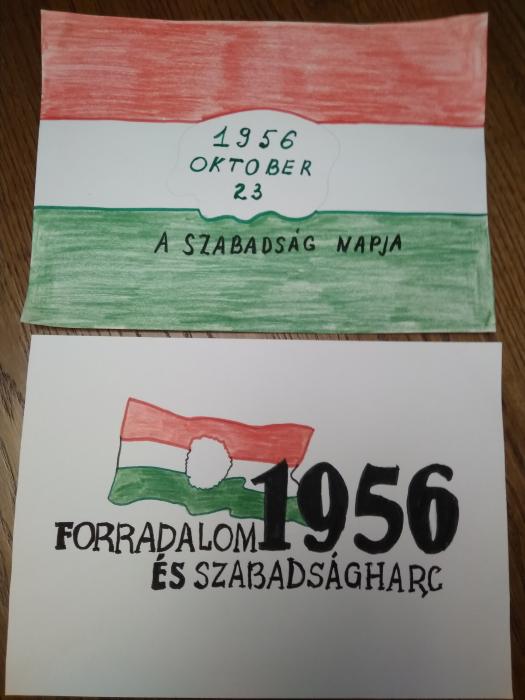 1956
OKTOBER
23
A SZABADSÁG NAPJA
1956
FORRADALOM
ÉS SZABADSÁGHARC